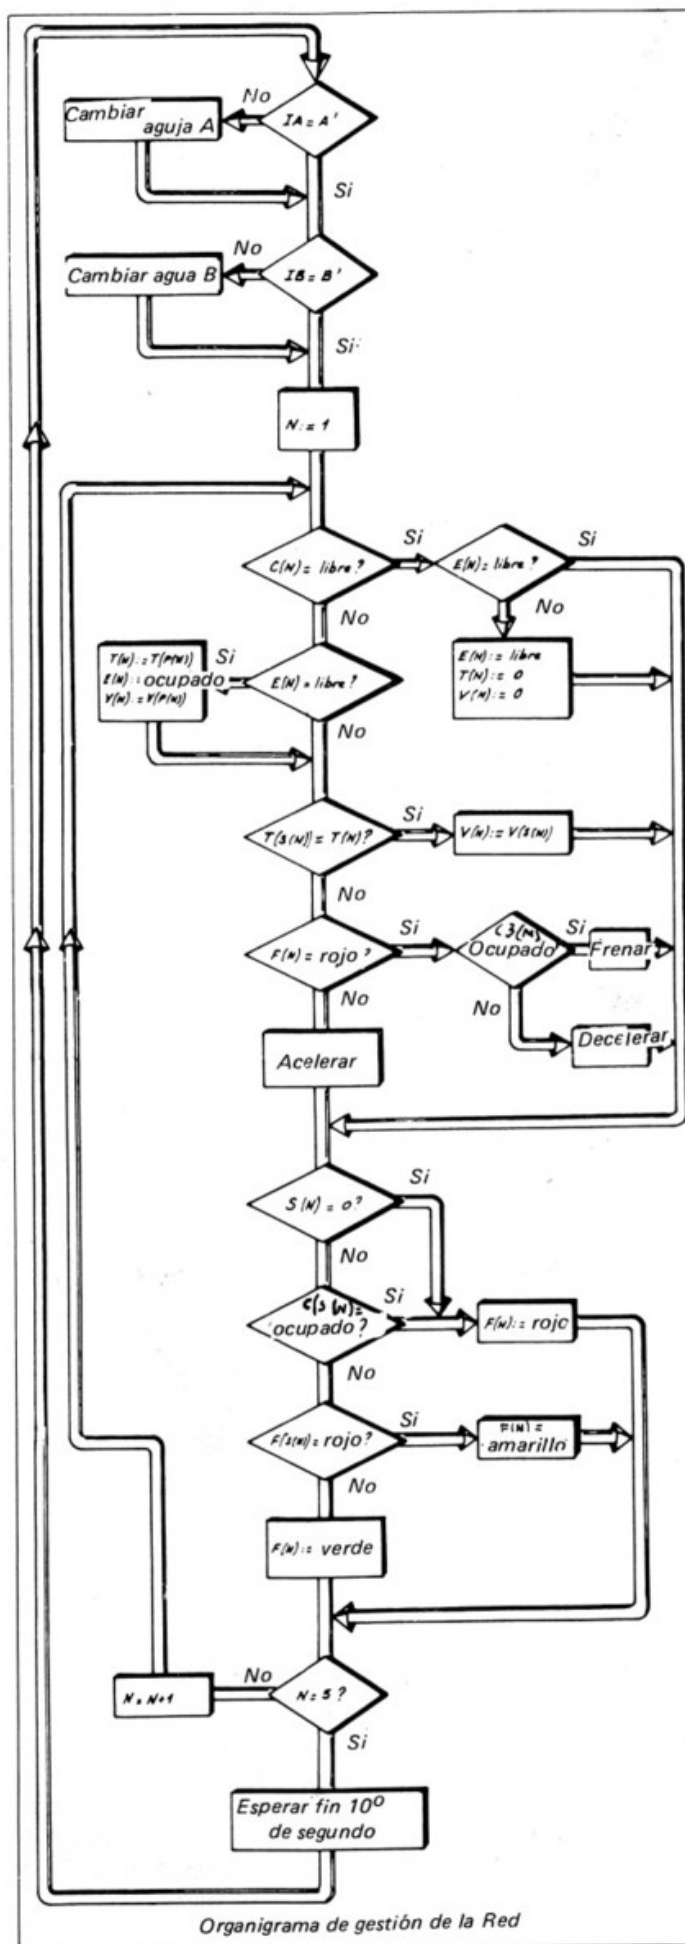 No
IA = A'
Cambiar
aguja A
Si
No
IB = B'
Cambiar agua B
Si
N := 1
C(N) = libre?
Si
E(N) = libre?
Si
No
No
E(N) := libre
T(N) := 0
V(N) := 0
T(N) := T(P(N))
E(N) := ocupado
V(N) := V(P(N))
Si
E(N) = libre?
No
T(S(N)) = T(N)?
Si
V(N) := V(S(N))
No
F(N) = rojo?
Si
C3(N)
Ocupado
Si
Frenar
No
No
Decelerar
Acelerar
S(N) = 0?
Si
No
C(S(N) =
ocupado?
Si
F(N) := rojo
No
F(S(N)) = rojo?
Si
F(N) =
amarillo
No
F(N) := verde
N = N+1
No
N = 5?
Si
Esperar fin 10º
de segundo
Organigrama de gestión de la Red